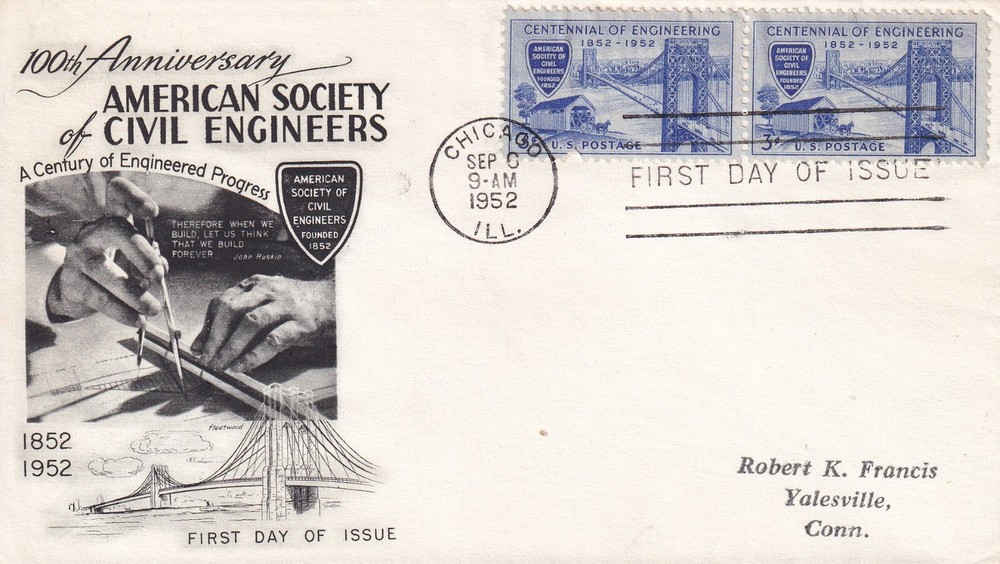 100th Anniversary
AMERICAN SOCIETY
of CIVIL ENGINEERS
A Century of Engineered Progress
AMERICAN
SOCIETY OF
CIVIL
ENGINEERS
FOUNDED
1852
THEREFORE WHEN WE
BUILD, LET US THINK
THAT WE BUILD
FOREVER John Ruskin
fleetwood
1852
1952
FIRST DAY OF ISSUE
CENTENNIAL OF ENGINEERING
1852-1952
AMERICAN
SOCIETY OF
CIVIL
ENGINEERS
FOUNDED
1852
U.S. POSTAGE
CENTENNIAL OF ENGINEERING
1852-1952
AMERICAN
SOCIETY OF
CIVIL
ENGINEERS
FOUNDED
1852
3¢ U.S. POSTAGE
CHICAGO
SEP 6
9-AM
1952
ILL.
FIRST DAY OF ISSUE
Robert K. Francis
Yalesville,
Conn.